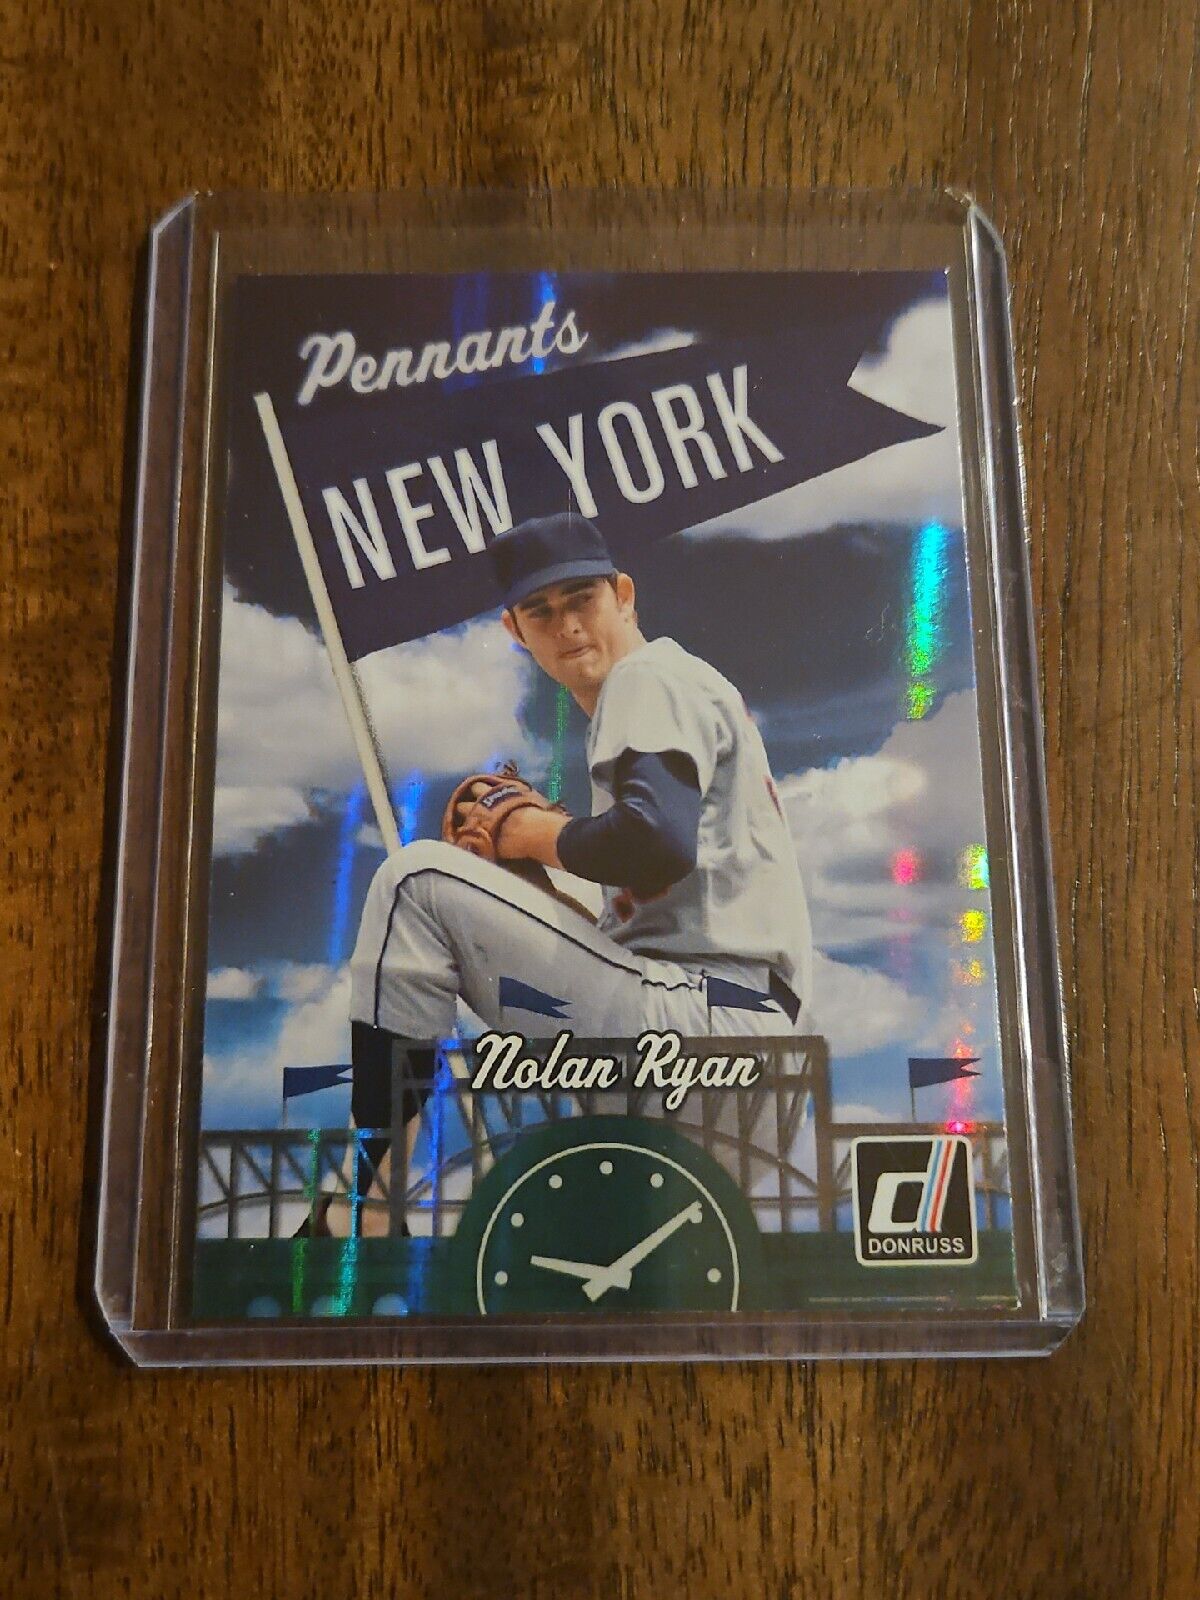 Pennants
NEW YORK
Nolan Ryan
d
DONRUSS